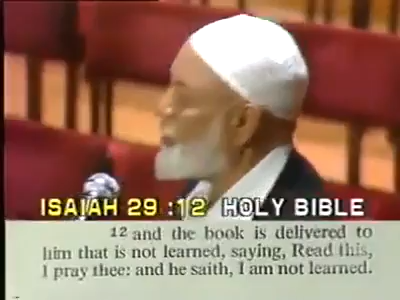 ISAIAH 29 :12 HOLY BIBLE
12 and the book is delivered to
him that is not learned, saying, Read this,
I pray thee: and he saith, I am not learned.